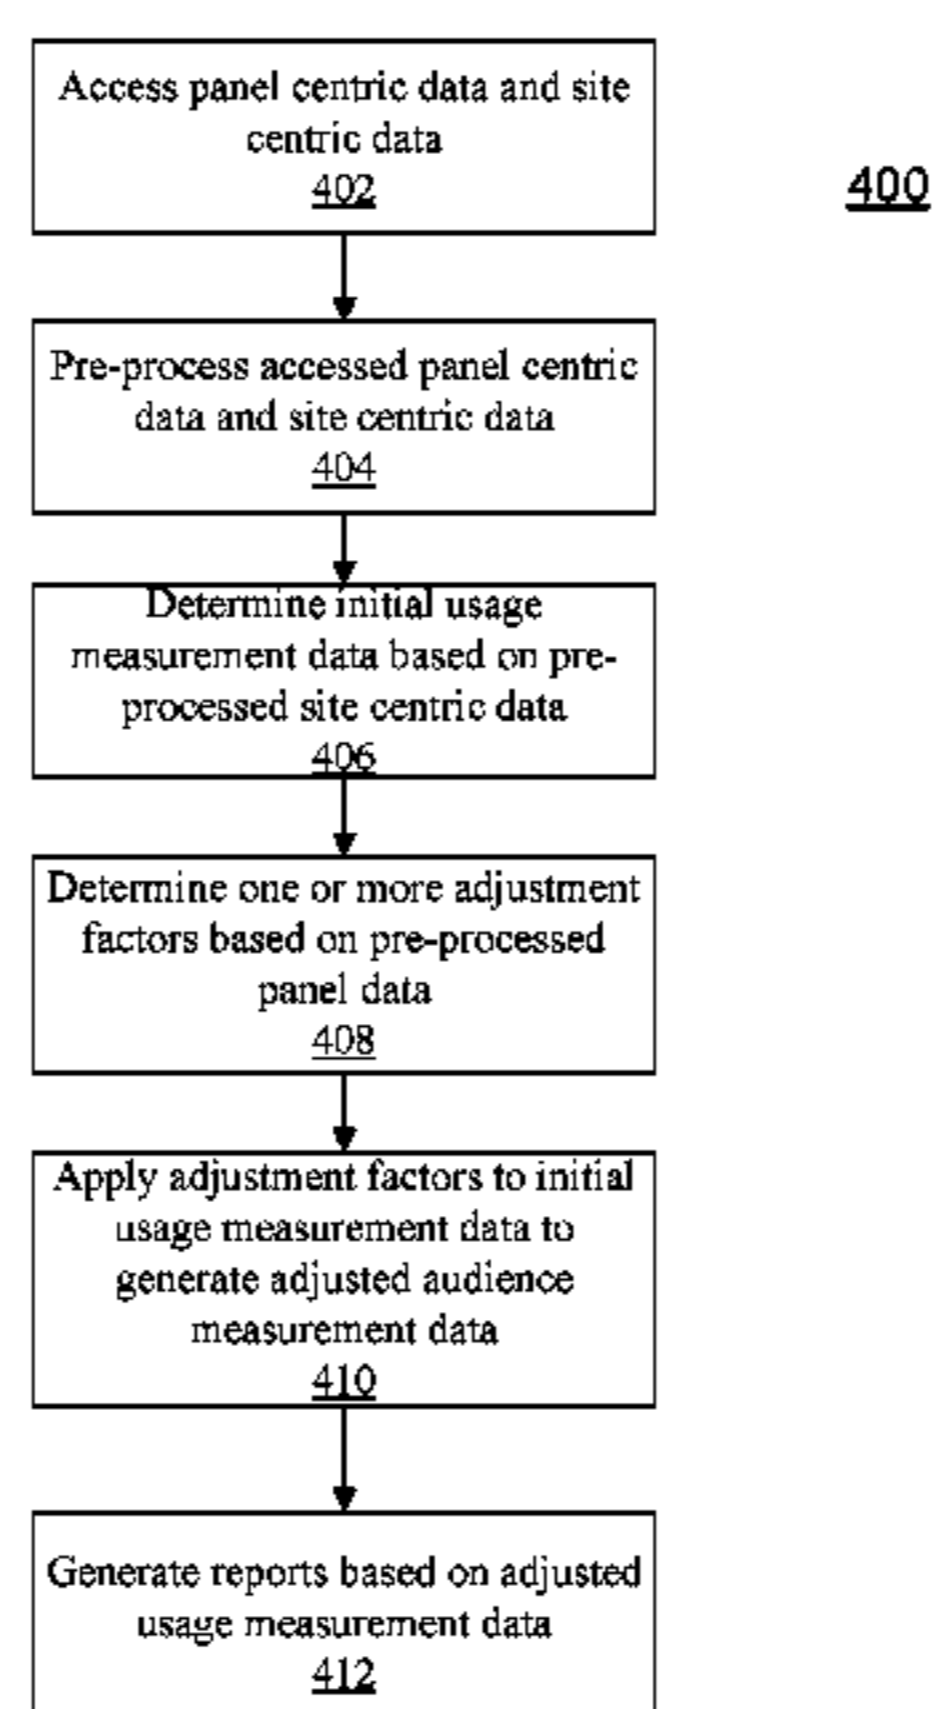 Access panel centric data and site
centric data
402
400
Pre-process accessed panel centric
data and site centric data
404
Determine initial usage
measurement data based on pre-
processed site centric data
406
Determine one or more adjustment
factors based on pre-processed
panel data
408
Apply adjustment factors to initial
usage measurement data to
generate adjusted audience
measurement data
410
Generate reports based on adjusted
usage measurement data
412